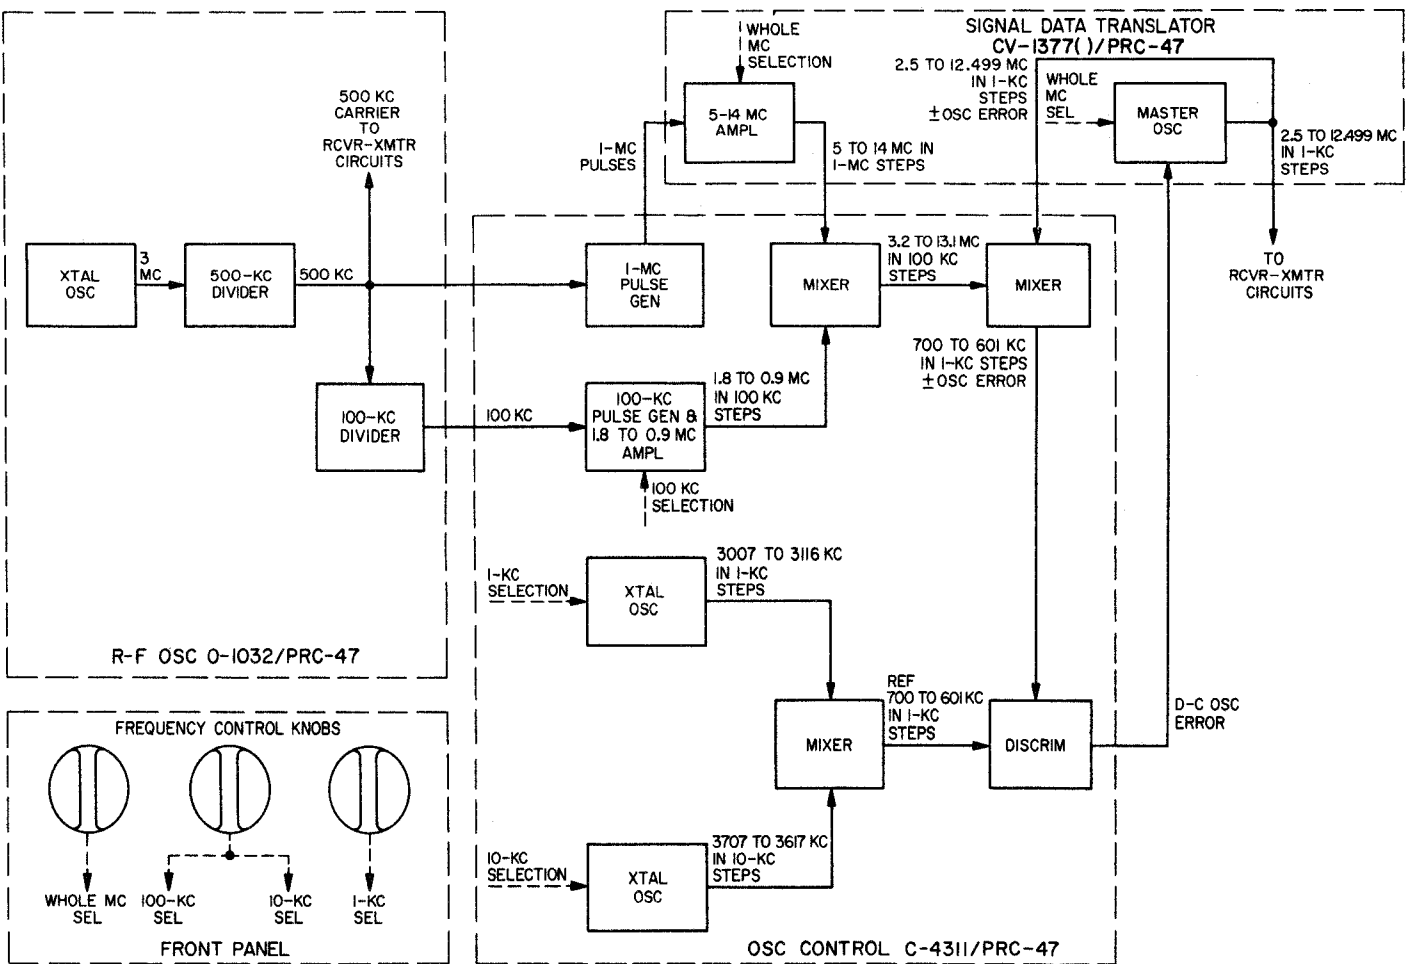 SIGNAL DATA TRANSLATOR
CV-1377( )/PRC-47
WHOLE
MC
SELECTION
5-14 MC
AMPL
2.5 TO 12.499 MC
IN 1-KC
STEPS
±OSC ERROR
WHOLE
MC
SEL
MASTER
OSC
2.5 TO 12.499 MC
IN 1-KC
STEPS
5 TO 14 MC IN
1-MC STEPS
1-MC
PULSES
500 KC
CARRIER
TO
RCVR-XMTR
CIRCUITS
XTAL
OSC
3
MC
500-KC
DIVIDER
500 KC
1-MC
PULSE
GEN
MIXER
3.2 TO 13.1 MC
IN 100 KC
STEPS
MIXER
TO
RCVR-XMTR
CIRCUITS
700 TO 601 KC
IN 1-KC STEPS
±OSC ERROR
100-KC
DIVIDER
100 KC
100-KC
PULSE GEN &
1.8 TO 0.9 MC
AMPL
1.8 TO 0.9 MC
IN 100 KC
STEPS
100 KC
SELECTION
1-KC
SELECTION
XTAL
OSC
3007 TO 3116 KC
IN 1-KC
STEPS
R-F OSC O-1032/PRC-47
MIXER
REF
700 TO 601 KC
IN 1-KC
STEPS
DISCRIM
D-C OSC
ERROR
10-KC
SELECTION
XTAL
OSC
3707 TO 3617 KC
IN 10-KC
STEPS
OSC CONTROL C-4311/PRC-47
FREQUENCY CONTROL KNOBS
WHOLE MC
SEL
100-KC
SEL
10-KC
SEL
1-KC
SEL
FRONT PANEL